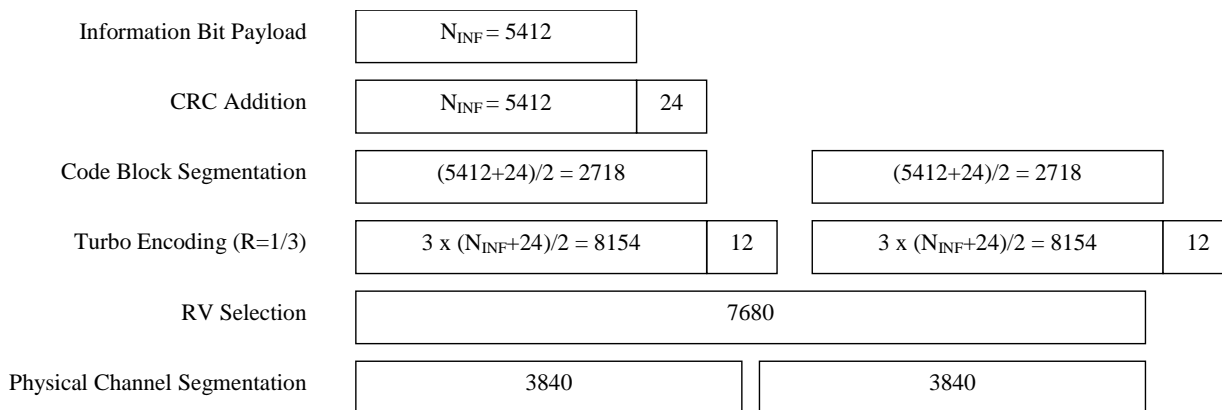 Information Bit Payload N_INF = 5412
CRC Addition N_INF = 5412 24
Code Block Segmentation (5412+24)/2 = 2718 (5412+24)/2 = 2718
Turbo Encoding (R=1/3) 3 x (N_INF+24)/2 = 8154 12 3 x (N_INF+24)/2 = 8154 12
RV Selection 7680
Physical Channel Segmentation 3840 3840